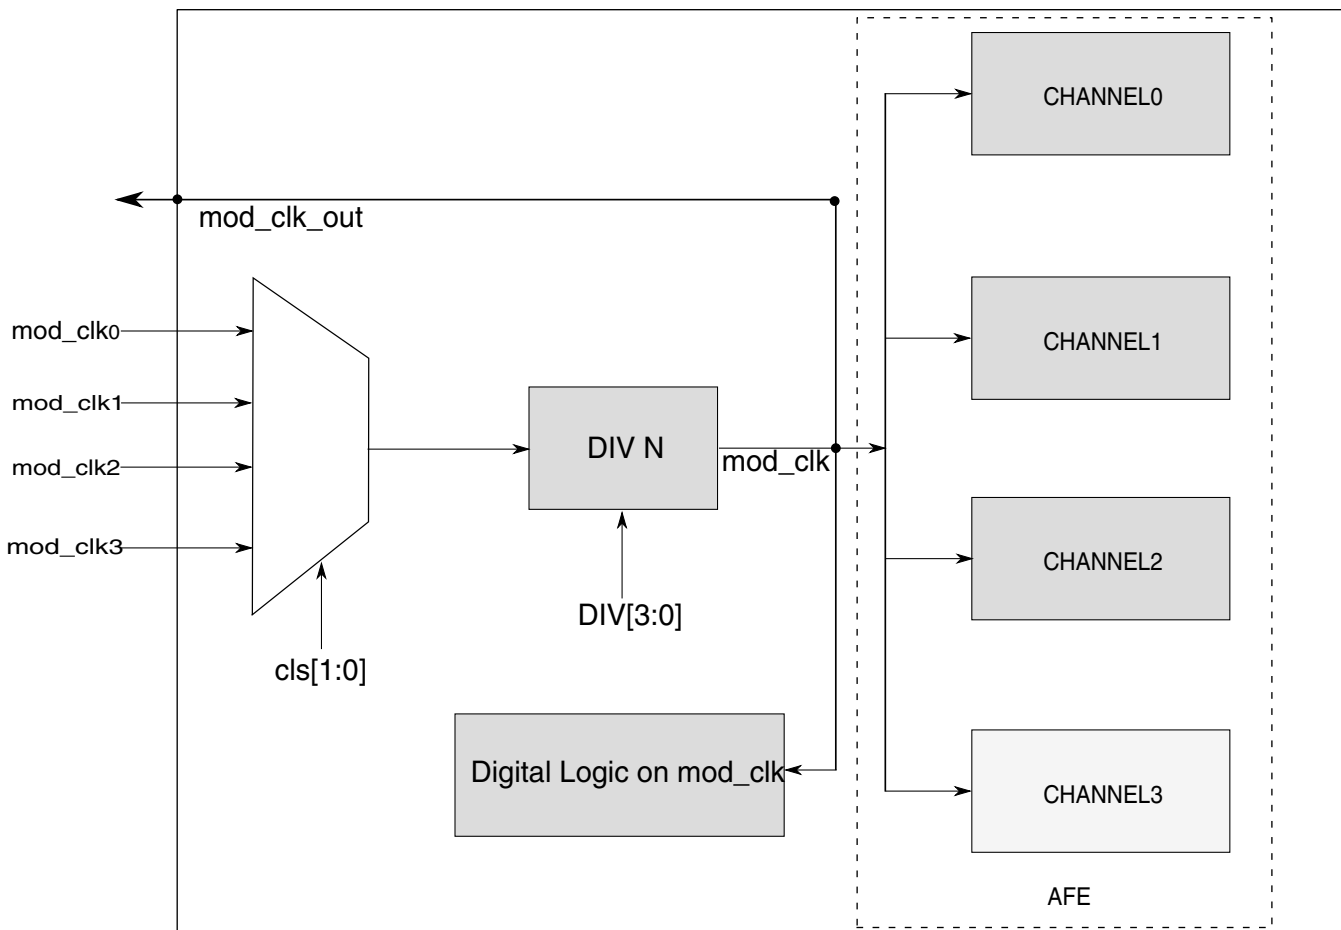 CHANNEL0
mod_clk_out
mod_clk0
CHANNEL1
mod_clk1
DIV N
mod_clk
mod_clk2
mod_clk3
CHANNEL2
DIV[3:0]
cls[1:0]
Digital Logic on mod_clk
CHANNEL3
AFE